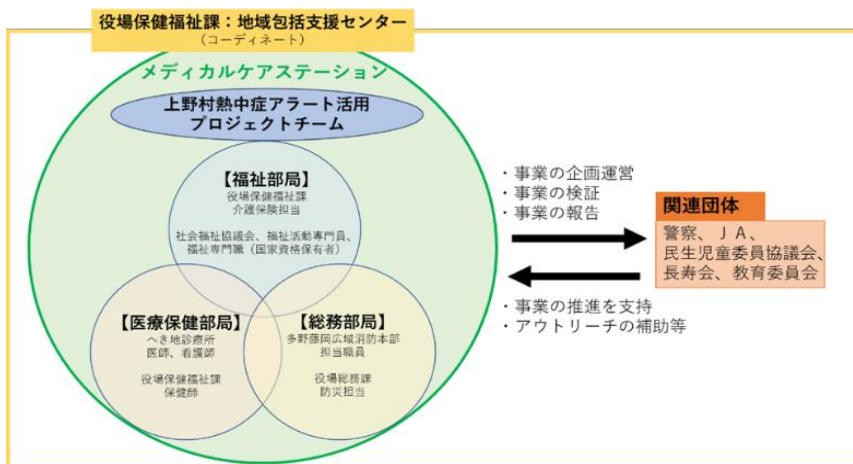 役場保健福祉課：地域包括支援センター
（コーディネート）
メディカルケアステーション
上野村熱中症アラート活用
プロジェクトチーム
【福祉部局】
役場保健福祉課
介護保険担当
社会福祉協議会、福祉活動専門員、
福祉専門職（国家資格保有者）
【医療保健部局】
へき地診療所
医師、看護師
役場保健福祉課
保健師
【総務部局】
多野藤岡広域消防本部
担当職員
役場総務課
防災担当
・事業の企画運営
・事業の検証
・事業の報告
・事業の推進を支持
・アウトリーチの補助等
関連団体
警察、ＪＡ、
民生児童委員協議会、
長寿会、教育委員会